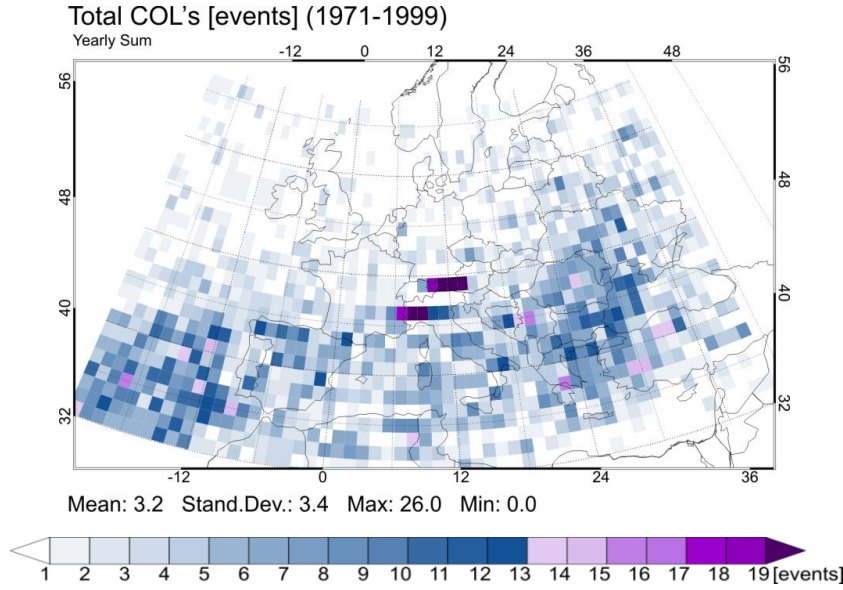 Total COL's [events] (1971-1999)
Yearly Sum
-12 0 12 24 36 48
56 56
48 48
40 40
32 32
-12 0 12 24 36
Mean: 3.2 Stand.Dev.: 3.4 Max: 26.0 Min: 0.0
1 2 3 4 5 6 7 8 9 10 11 12 13 14 15 16 17 18 19 [events]